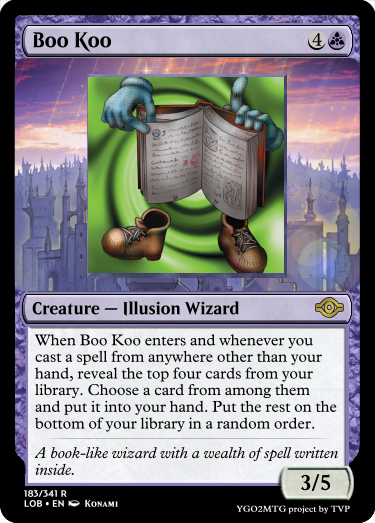 Boo Koo 4
Creature — Illusion Wizard
When Boo Koo enters and whenever you
cast a spell from anywhere other than your
hand, reveal the top four cards from your
library. Choose a card from among them
and put it into your hand. Put the rest on the
bottom of your library in a random order.
A book-like wizard with a wealth of spell written
inside.
3/5
183/341 R
LOB • EN Konami
YGO2MTG project by TVP